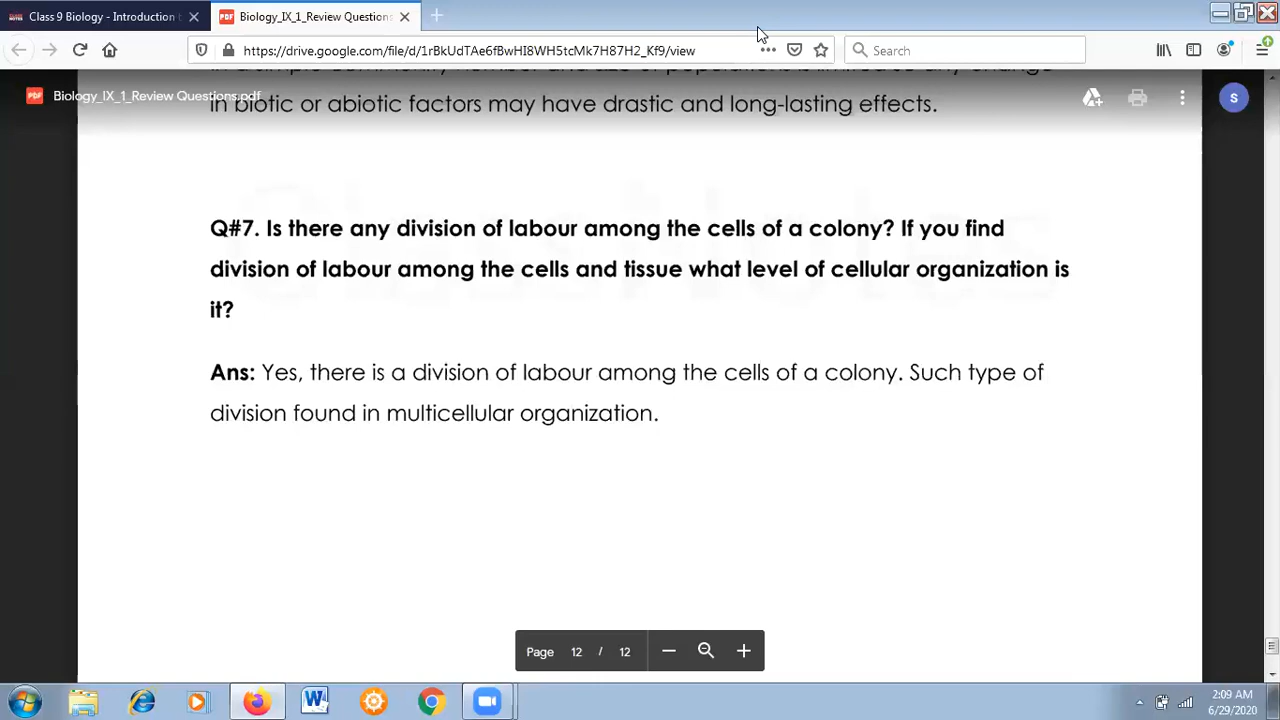 Class 9 Biology - Introduction t
Biology_IX_1_Review Questions
https://drive.google.com/file/d/1rBkUdTAe6fBwHI8WH5tcMk7H87H2_Kf9/view
Search
Biology_IX_1_Review Questions.pdf
S
in biotic or abiotic factors may have drastic and long-lasting effects.
Q#7. Is there any division of labour among the cells of a colony? If you find
division of labour among the cells and tissue what level of cellular organization is
it?
Ans: Yes, there is a division of labour among the cells of a colony. Such type of
division found in multicellular organization.
Page 12 / 12
2:09 AM
6/29/2020